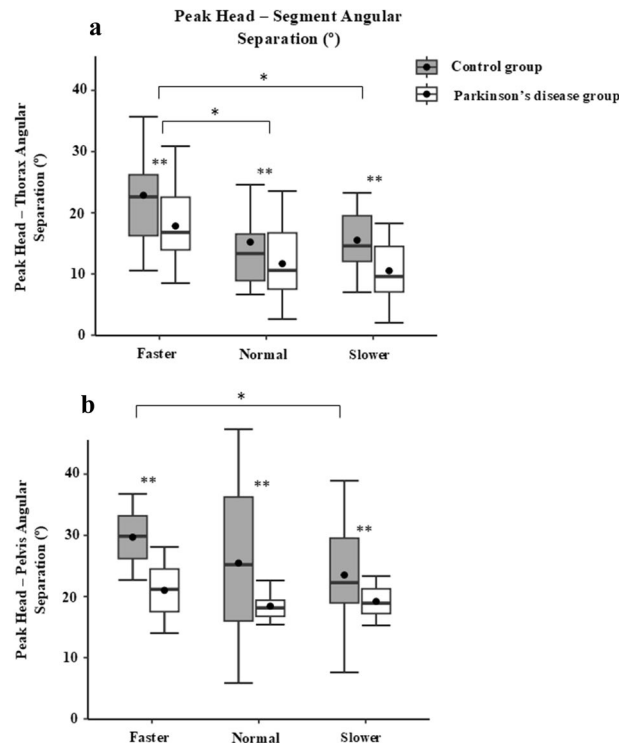 Peak Head – Segment Angular
Separation (°)
a
Control group
Parkinson's disease group
*
*
Peak Head – Thorax Angular
Separation (°)
40
30
20
10
0
**
**
**
Faster
Normal
Slower
b
*
Peak Head – Pelvis Angular
Separation (°)
40
30
20
10
0
**
**
**
Faster
Normal
Slower